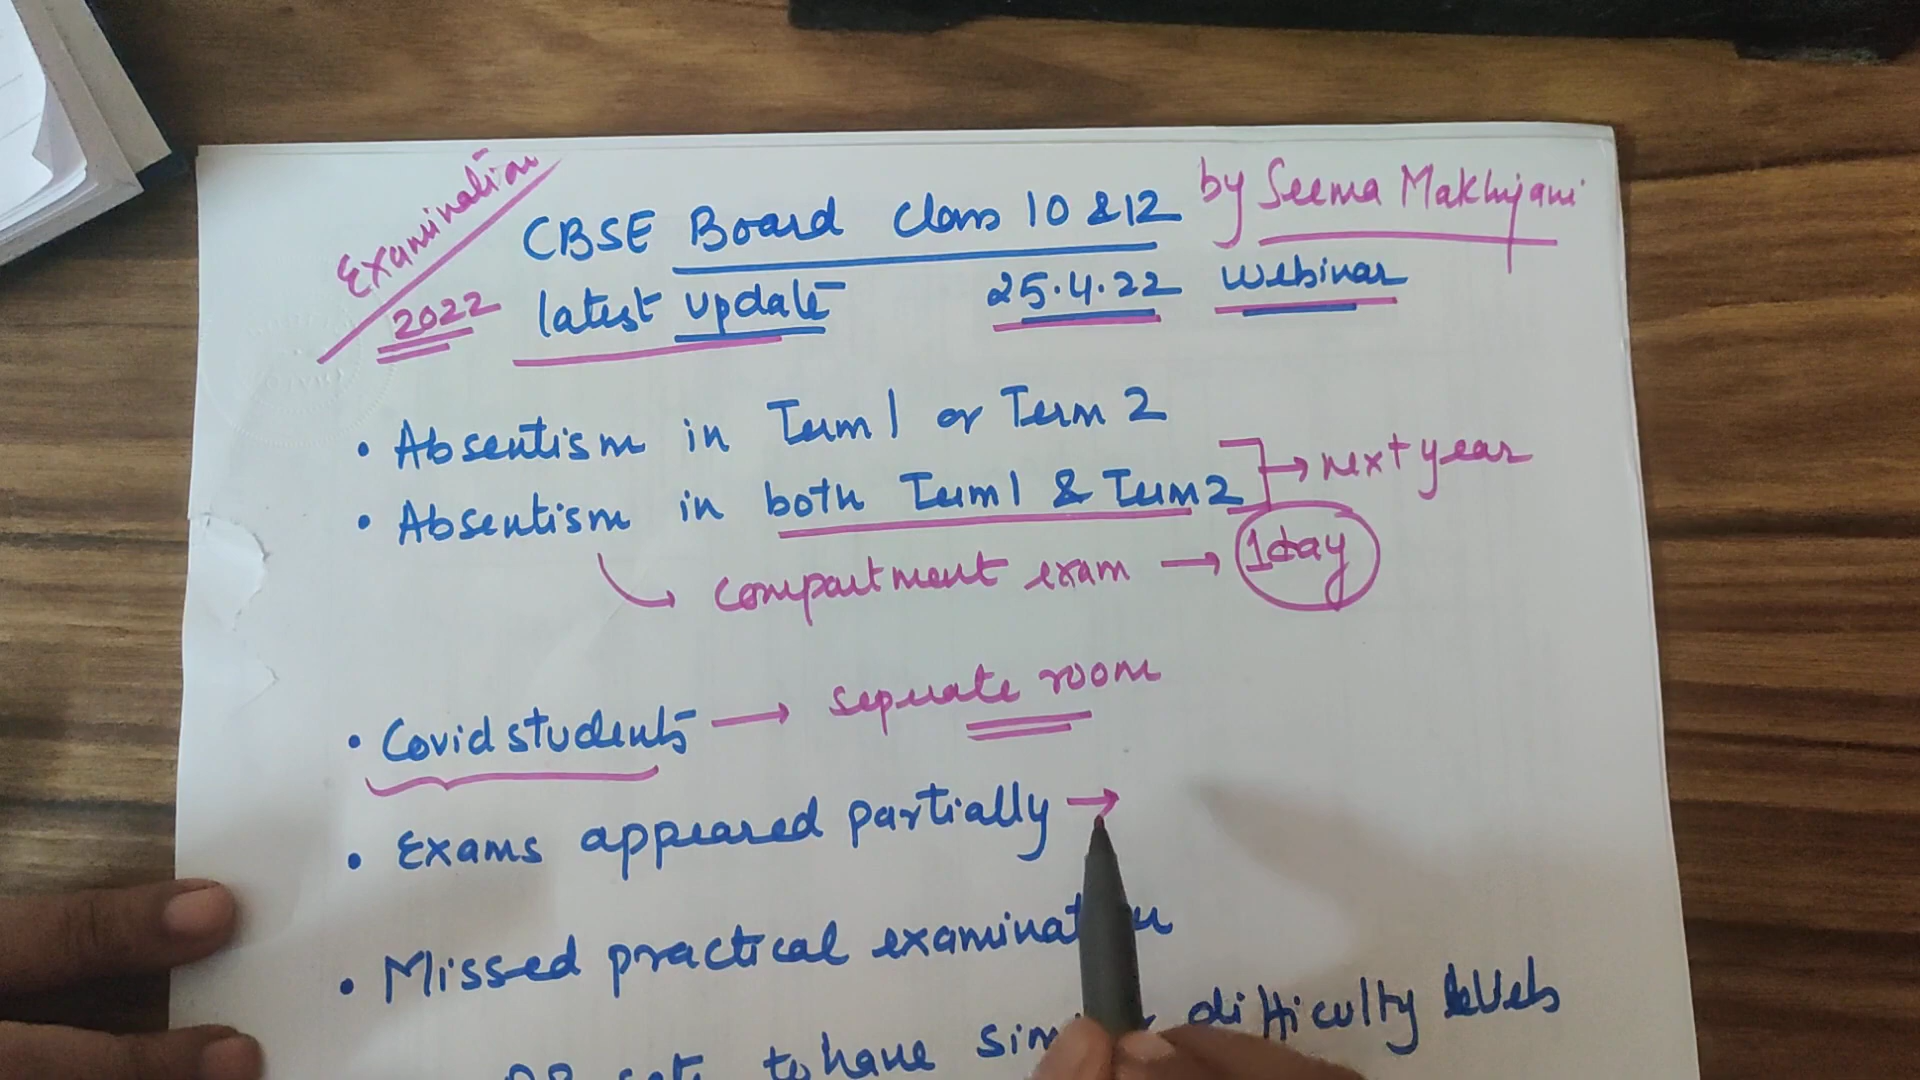 Examination
2022
CBSE Board Class 10 & 12 by Seema Makhijani
latest update 25.4.22 webinar
• Absentism in Term 1 or Term 2
• Absentism in both Term 1 & Term 2 → next year
compartment exam → 1 day
• Covid students → seperate room
• Exams appeared partially →
• Missed practical examination
to have difficulty levels